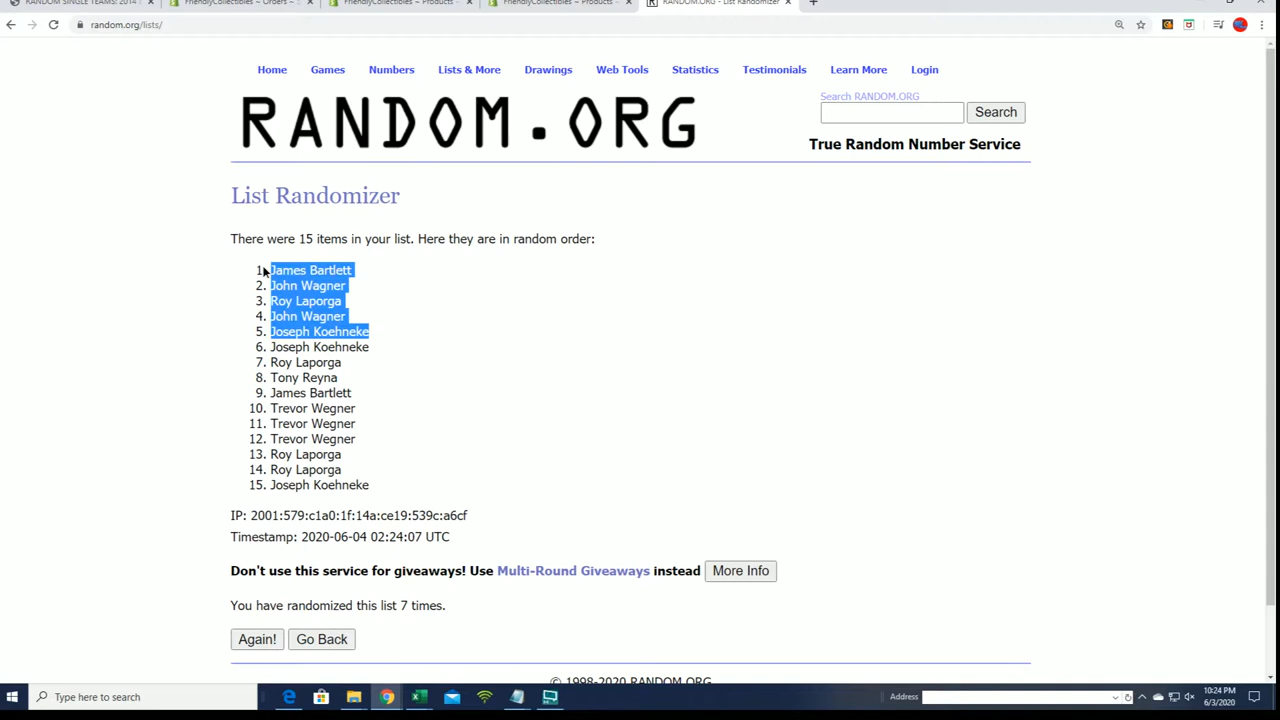 RANDOM SINGLE TEAMS: 2014
FriendlyCollectibles ~ Orders ~
FriendlyCollectibles ~ Products ~
FriendlyCollectibles ~ Products ~
RANDOM.ORG - List Randomizer
random.org/lists/
Home Games Numbers Lists & More Drawings Web Tools Statistics Testimonials Learn More Login
RANDOM.ORG
Search RANDOM.ORG
Search
True Random Number Service
List Randomizer
There were 15 items in your list. Here they are in random order:
1. James Bartlett
2. John Wagner
3. Roy Laporga
4. John Wagner
5. Joseph Koehneke
6. Joseph Koehneke
7. Roy Laporga
8. Tony Reyna
9. James Bartlett
10. Trevor Wegner
11. Trevor Wegner
12. Trevor Wegner
13. Roy Laporga
14. Roy Laporga
15. Joseph Koehneke
IP: 2001:579:c1a0:1f:14a:ce19:539c:a6cf
Timestamp: 2020-06-04 02:24:07 UTC
Don't use this service for giveaways! Use Multi-Round Giveaways instead More Info
You have randomized this list 7 times.
Again! Go Back
© 1998-2020 RANDOM.ORG
Type here to search
Address
10:24 PM
6/3/2020